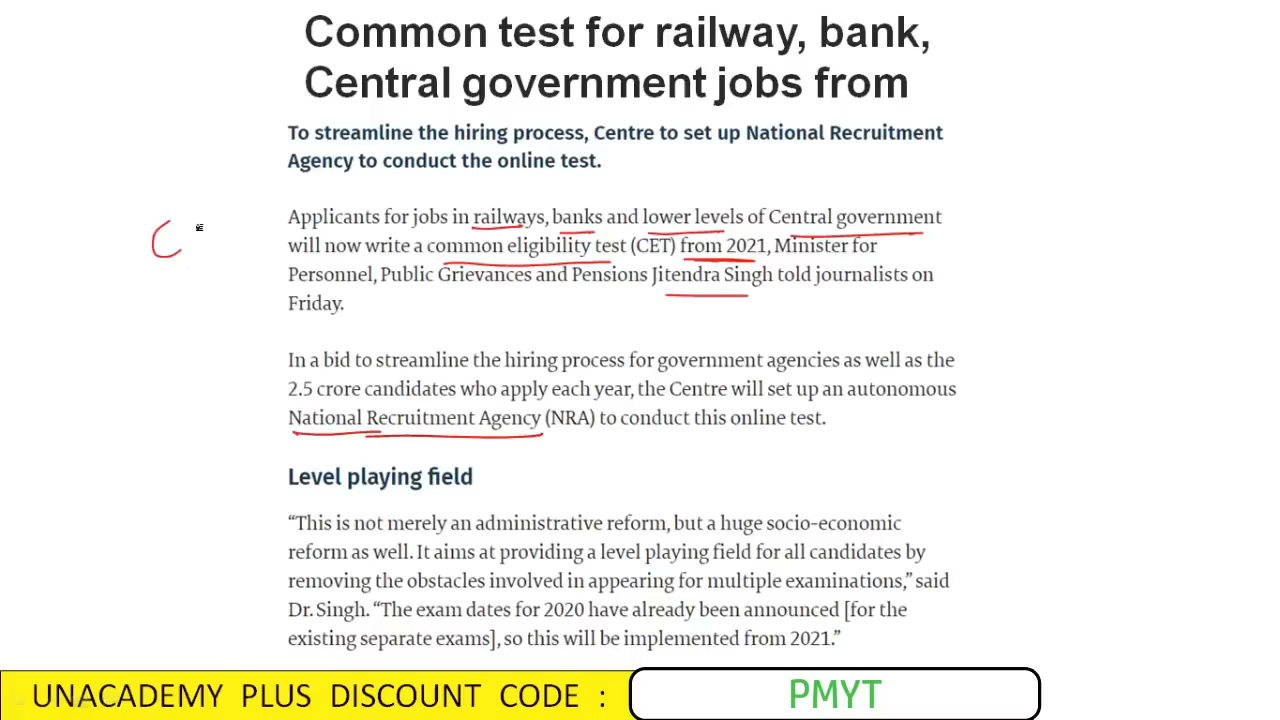 Common test for railway, bank,
Central government jobs from
To streamline the hiring process, Centre to set up National Recruitment
Agency to conduct the online test.
Applicants for jobs in railways, banks and lower levels of Central government
will now write a common eligibility test (CET) from 2021, Minister for
Personnel, Public Grievances and Pensions Jitendra Singh told journalists on
Friday.
C
In a bid to streamline the hiring process for government agencies as well as the
2.5 crore candidates who apply each year, the Centre will set up an autonomous
National Recruitment Agency (NRA) to conduct this online test.
Level playing field
“This is not merely an administrative reform, but a huge socio-economic
reform as well. It aims at providing a level playing field for all candidates by
removing the obstacles involved in appearing for multiple examinations,” said
Dr. Singh. “The exam dates for 2020 have already been announced [for the
existing separate exams], so this will be implemented from 2021.”
UNACADEMY PLUS DISCOUNT CODE : PMYT